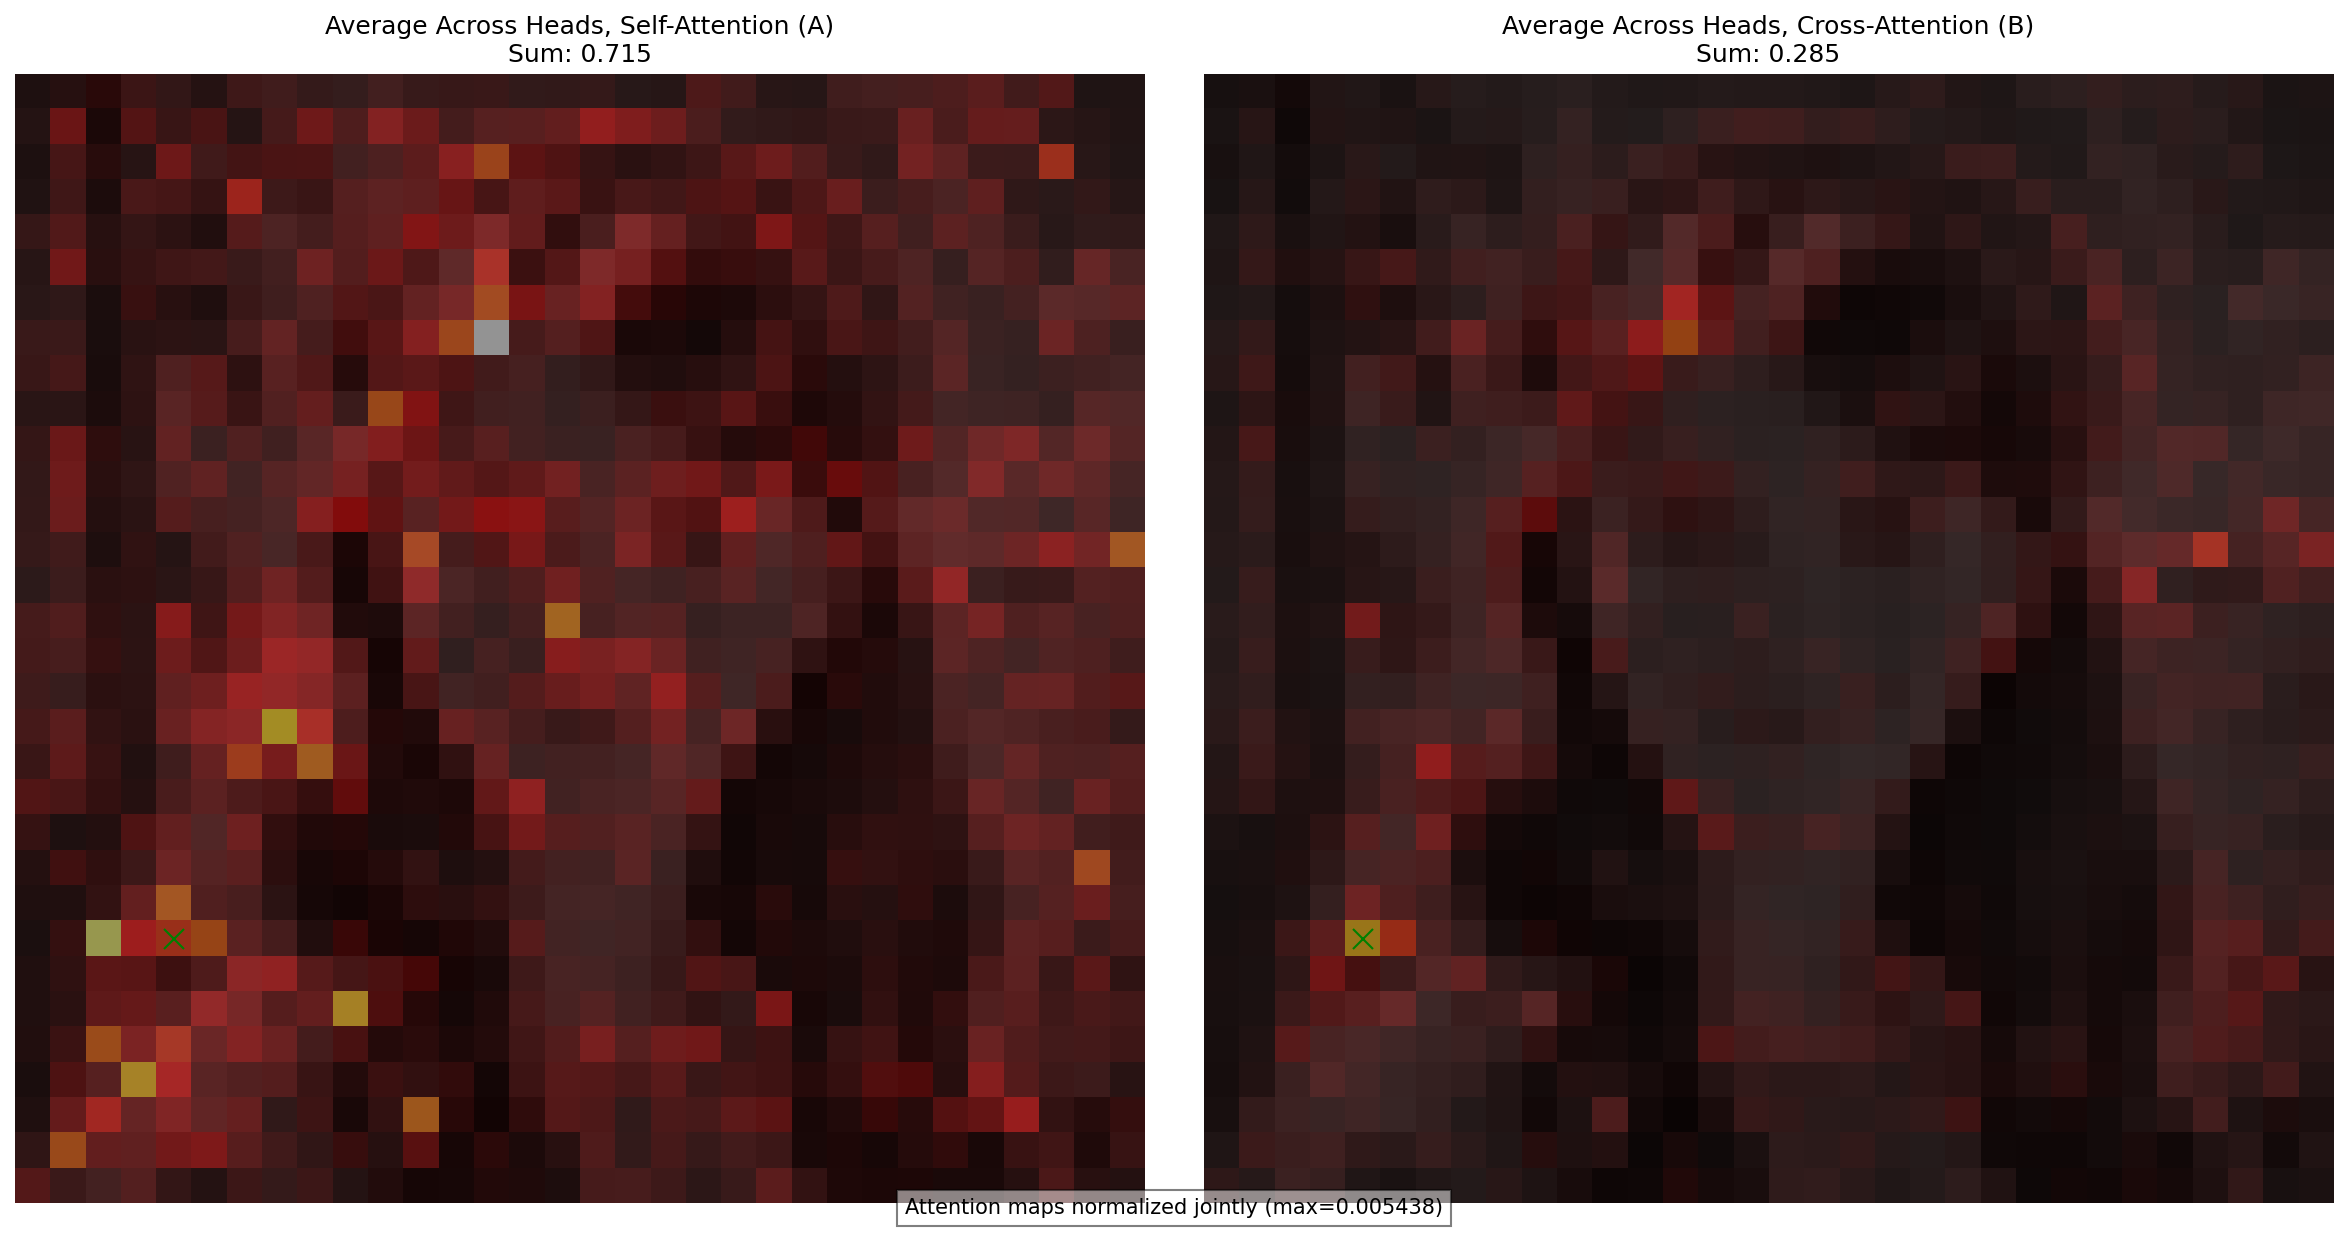 Average Across Heads, Self-Attention (A)
Sum: 0.715
Average Across Heads, Cross-Attention (B)
Sum: 0.285
Attention maps normalized jointly (max=0.005438)